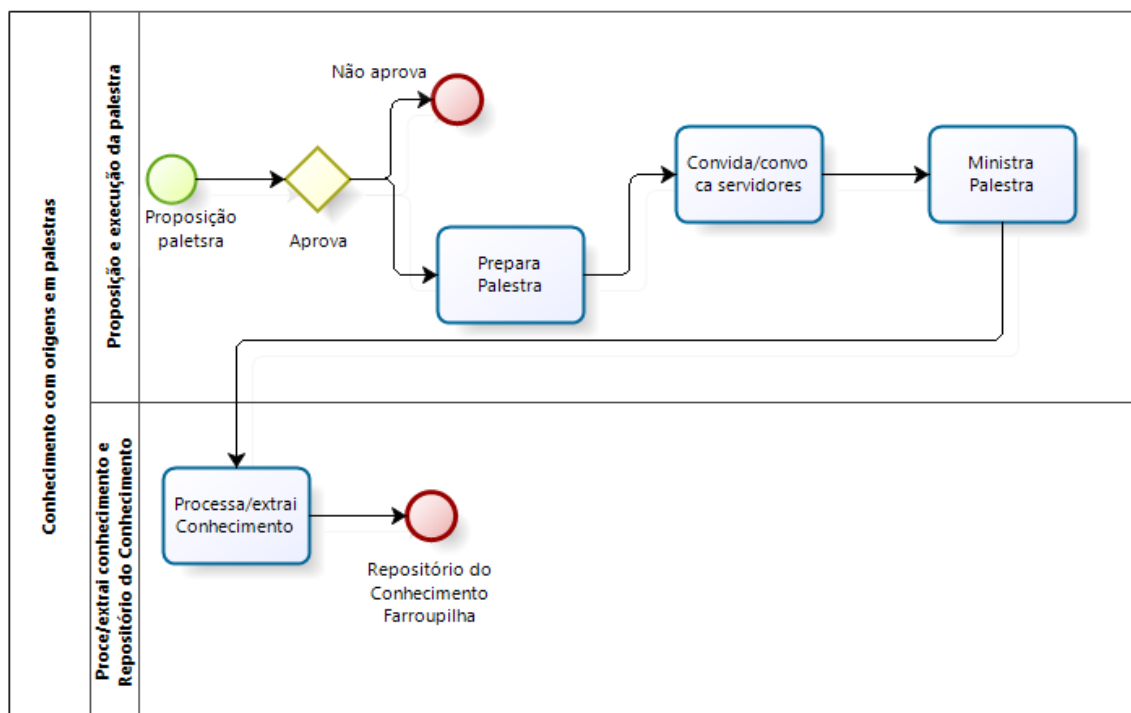 Conhecimento com origens em palestras
Proposição e execução da palestra
Não aprova
Proposição
paletsra
Aprova
Prepara
Palestra
Convida/convo
ca servidores
Ministra
Palestra
Proce/extrai conhecimento e
Repositório do Conhecimento
Processa/extrai
Conhecimento
Repositório do
Conhecimento
Farroupilha